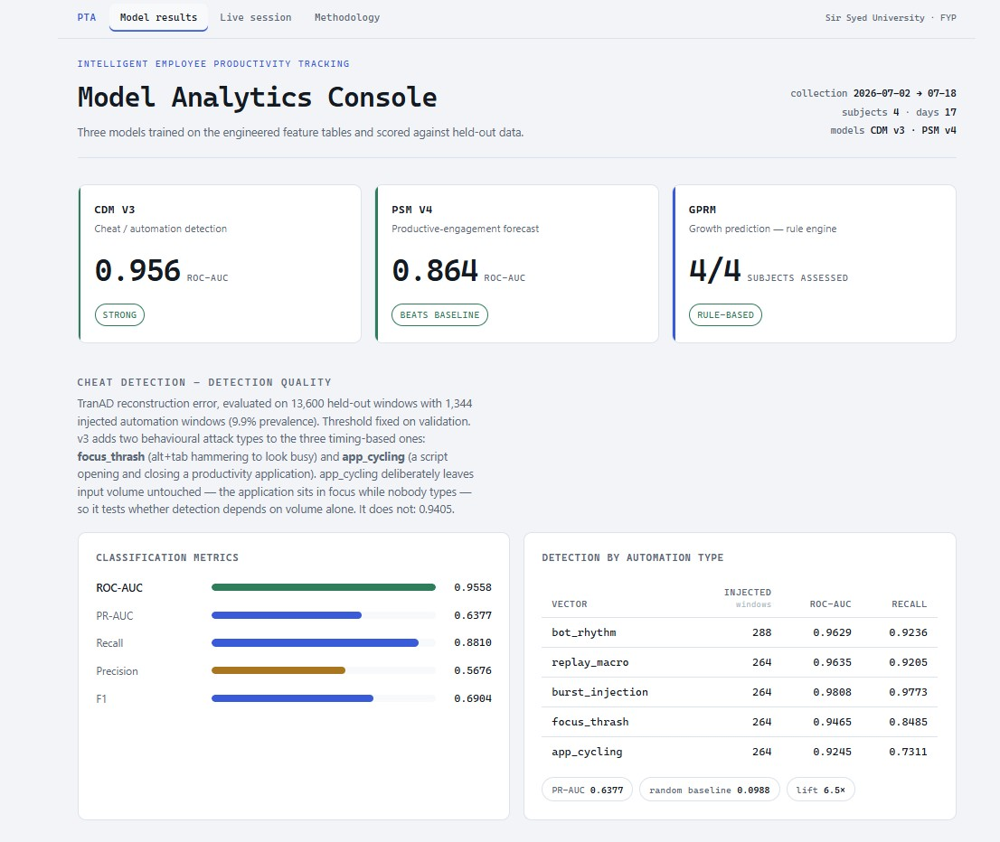 PTA Model results Live session Methodology Sir Syed University · FYP
INTELLIGENT EMPLOYEE PRODUCTIVITY TRACKING
Model Analytics Console
Three models trained on the engineered feature tables and scored against held-out data.
collection 2026-07-02 → 07-18
subjects 4 · days 17
models CDM v3 · PSM v4
CDM V3
Cheat / automation detection
0.956 ROC-AUC
STRONG
PSM V4
Productive-engagement forecast
0.864 ROC-AUC
BEATS BASELINE
GPRM
Growth prediction — rule engine
4/4 SUBJECTS ASSESSED
RULE-BASED
CHEAT DETECTION — DETECTION QUALITY
TranAD reconstruction error, evaluated on 13,600 held-out windows with 1,344
injected automation windows (9.9% prevalence). Threshold fixed on validation.
v3 adds two behavioural attack types to the three timing-based ones:
focus_thrash (alt+tab hammering to look busy) and app_cycling (a script
opening and closing a productivity application). app_cycling deliberately leaves
input volume untouched — the application sits in focus while nobody types —
so it tests whether detection depends on volume alone. It does not: 0.9405.
CLASSIFICATION METRICS
ROC-AUC 0.9558
PR-AUC 0.6377
Recall 0.8810
Precision 0.5676
F1 0.6904
DETECTION BY AUTOMATION TYPE
VECTOR INJECTED windows ROC-AUC RECALL
bot_rhythm 288 0.9629 0.9236
replay_macro 264 0.9635 0.9205
burst_injection 264 0.9808 0.9773
focus_thrash 264 0.9465 0.8485
app_cycling 264 0.9245 0.7311
PR-AUC 0.6377 random baseline 0.0988 lift 6.5×